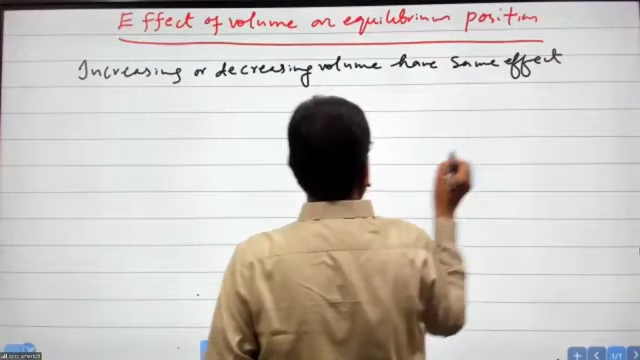 Effect of volume on equilibrium position
Increasing or decreasing volume have same effect